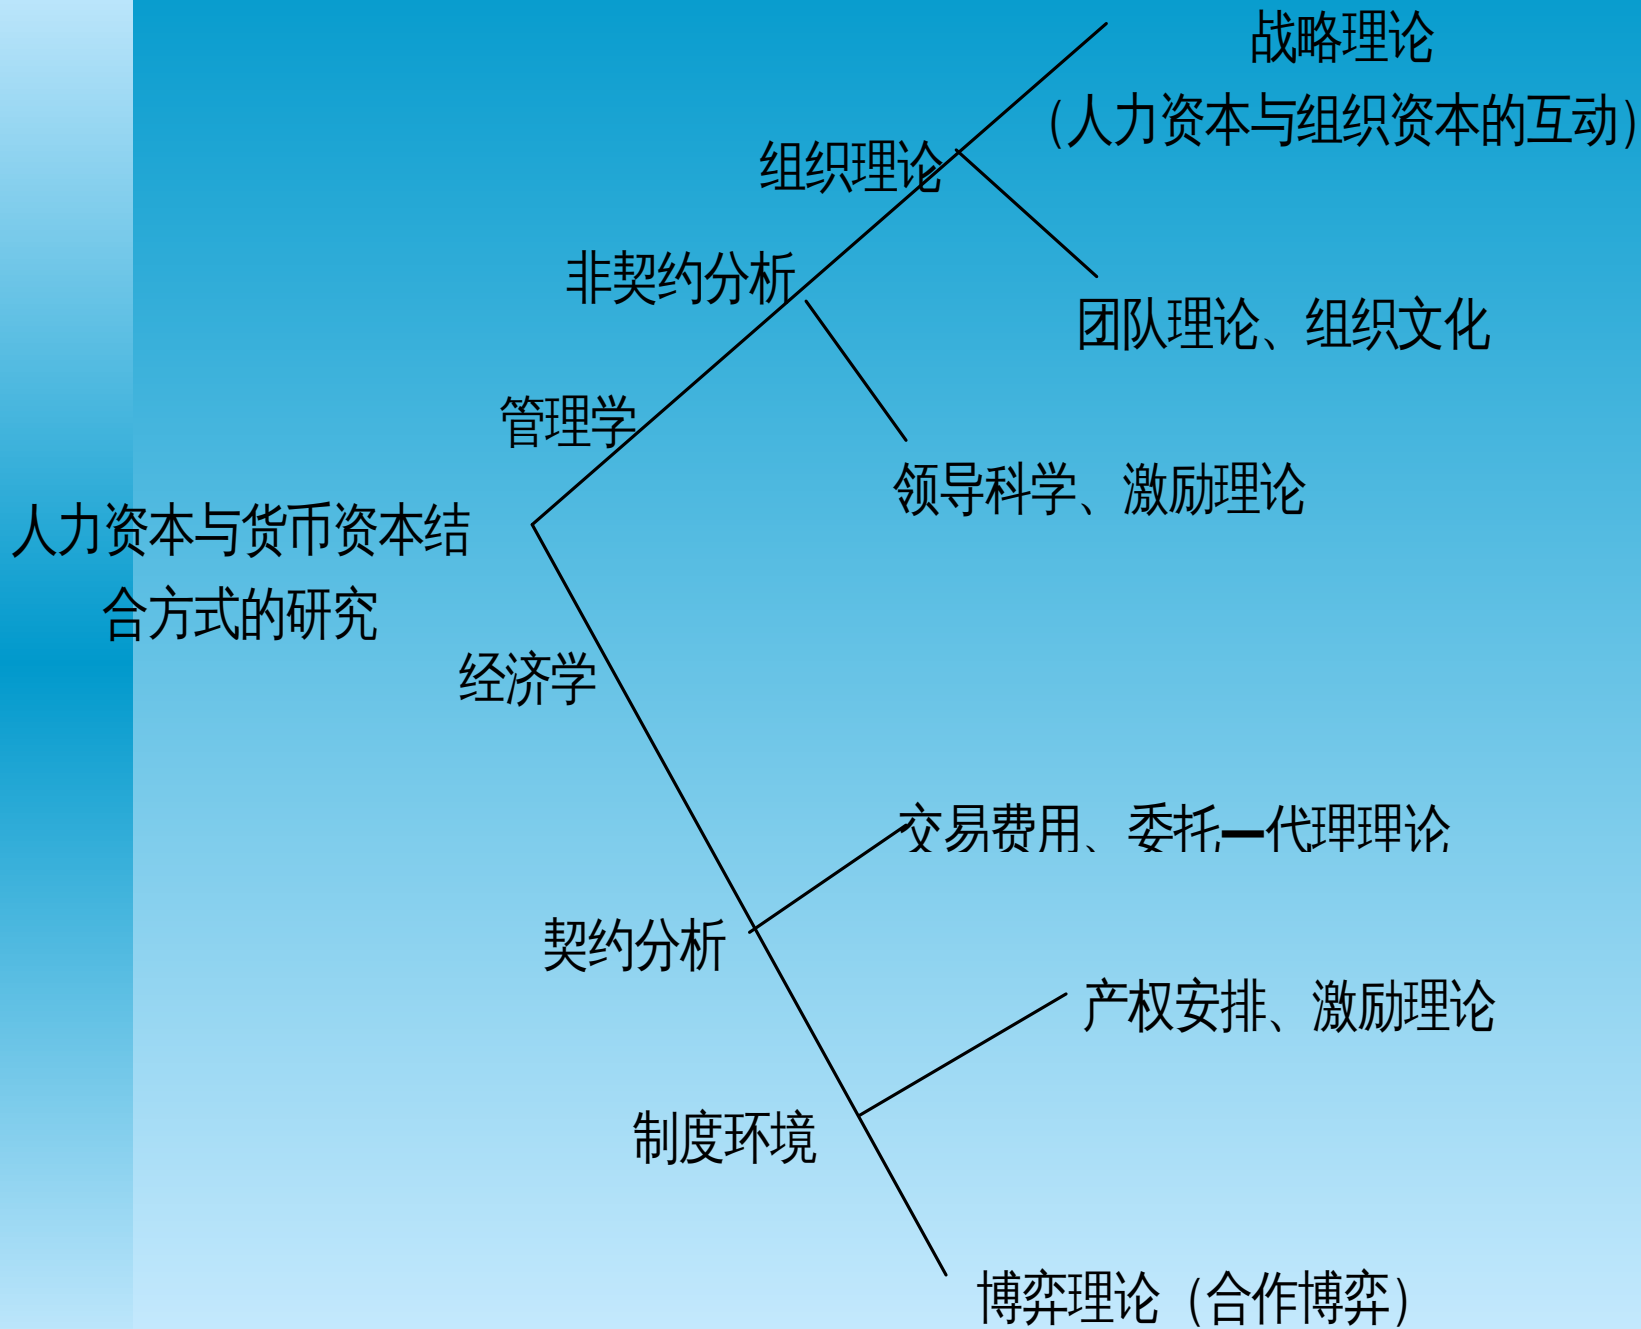 战略理论
（人力资本与组织资本的互动）
组织理论
非契约分析
团队理论、组织文化
管理学
领导科学、激励理论
人力资本与货币资本结
合方式的研究
经济学
交易费用、委托—代理理论
契约分析
产权安排、激励理论
制度环境
博弈理论（合作博弈）